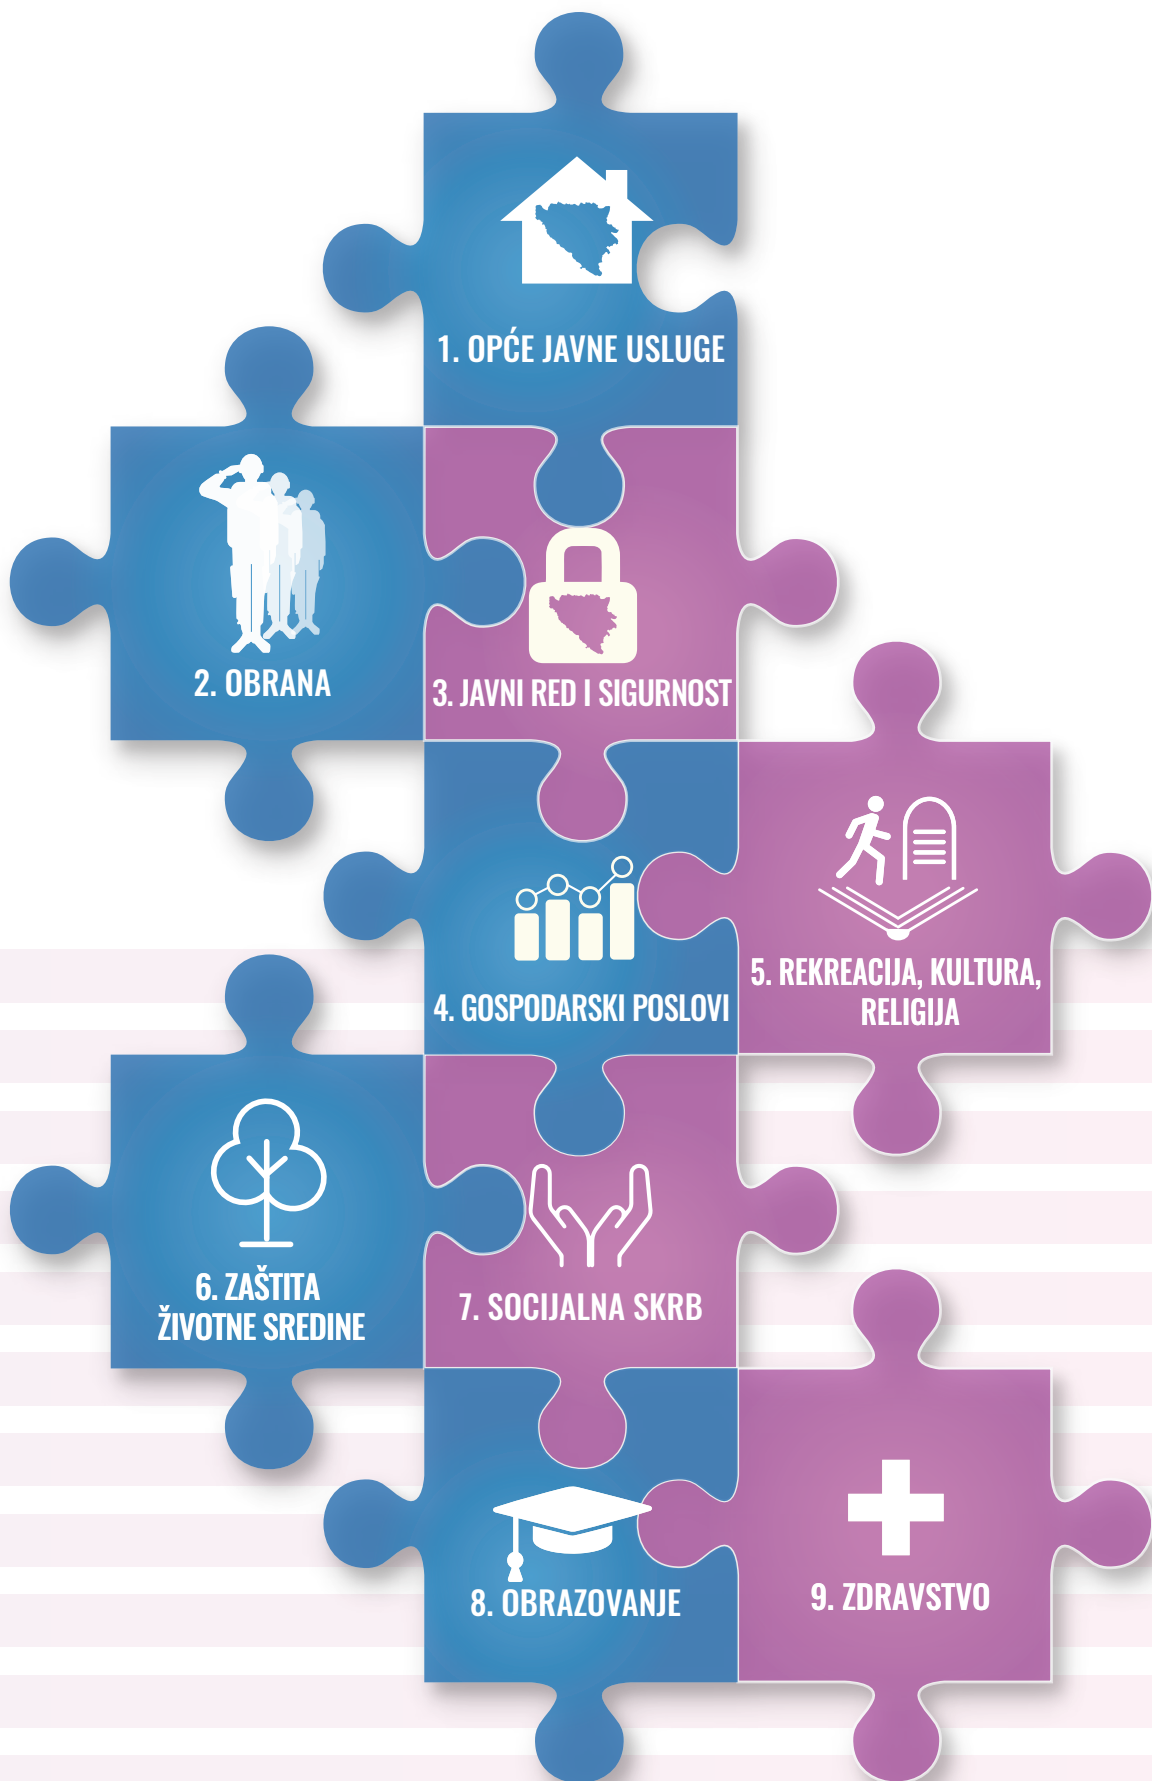 1. OPĆE JAVNE USLUGE
2. OBRANA
3. JAVNI RED I SIGURNOST
4. GOSPODARSKI POSLOVI
5. REKREACIJA, KULTURA,
RELIGIJA
6. ZAŠTITA
ŽIVOTNE SREDINE
7. SOCIJALNA SKRB
8. OBRAZOVANJE
9. ZDRAVSTVO